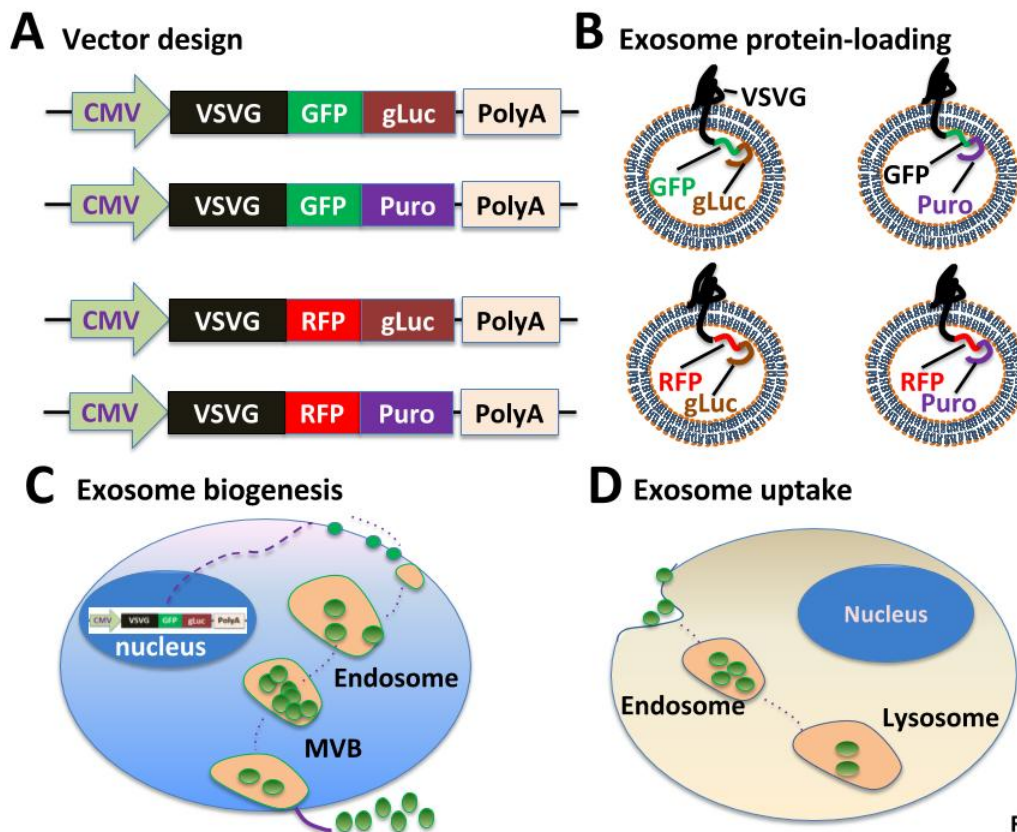 A Vector design
CMV VSVG GFP gLuc PolyA
CMV VSVG GFP Puro PolyA
CMV VSVG RFP gLuc PolyA
CMV VSVG RFP Puro PolyA
B Exosome protein-loading
VSVG
GFP
gLuc
GFP
Puro
RFP
gLuc
RFP
Puro
C Exosome biogenesis
CMV VSVG GFP gLuc PolyA
nucleus
Endosome
MVB
D Exosome uptake
Nucleus
Endosome
Lysosome